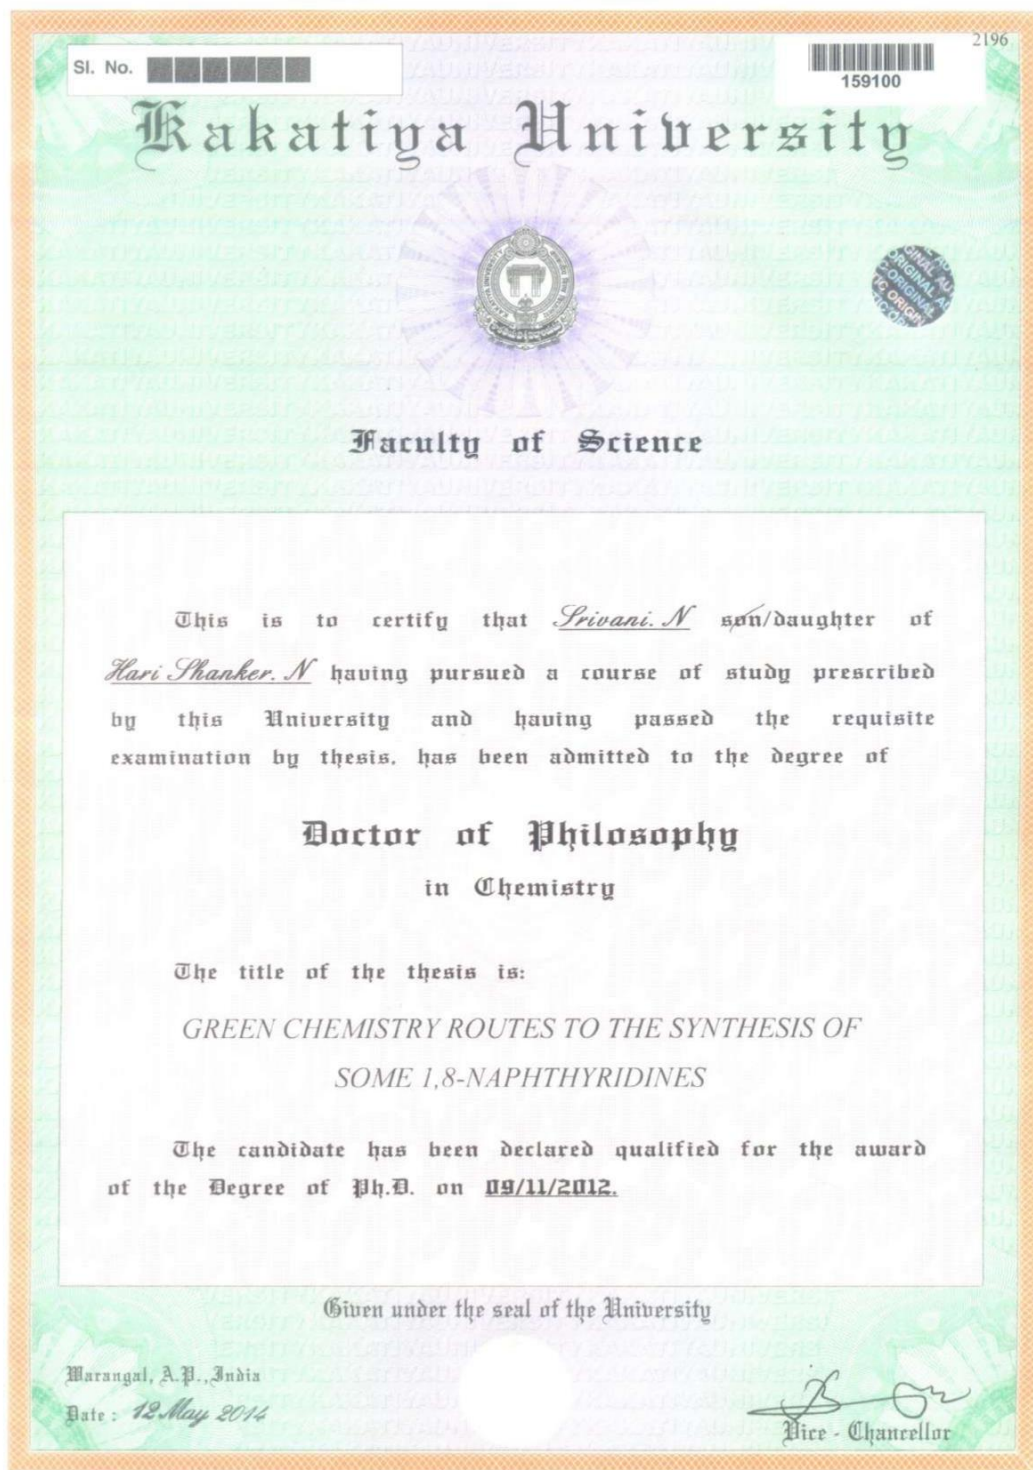 2196
Sl. No.
159100
Kakatiya University
KAKATIYA UNIVERSITY
ORIGINAL
Faculty of Science
This is to certify that Srivani. N son/daughter of
Hari Shanker. N having pursued a course of study prescribed
by this University and having passed the requisite
examination by thesis, has been admitted to the degree of
Doctor of Philosophy
in Chemistry
The title of the thesis is:
GREEN CHEMISTRY ROUTES TO THE SYNTHESIS OF
SOME 1,8-NAPHTHYRIDINES
The candidate has been declared qualified for the award
of the Degree of Ph.D. on 09/11/2012.
Given under the seal of the University
Warangal, A.P., India
Date : 12 May 2014
Vice - Chancellor